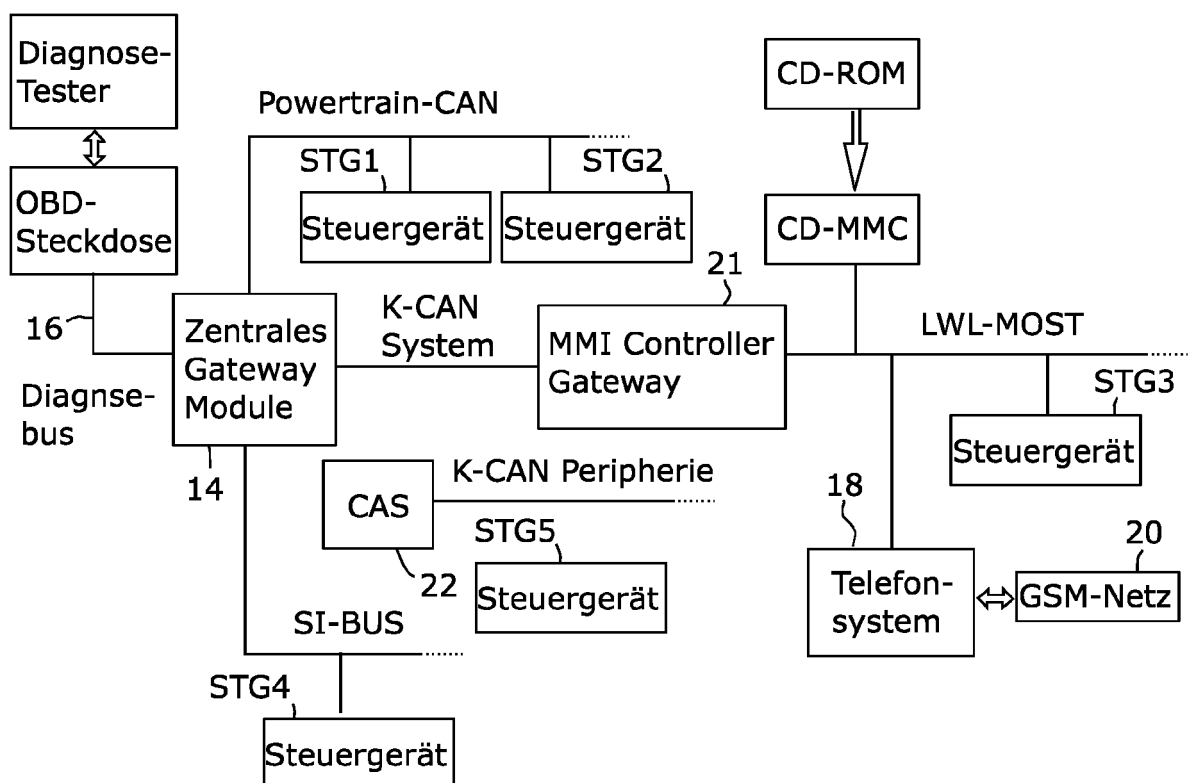 Diagnose-
Tester
CD-ROM
Powertrain-CAN
OBD-
Steckdose
STG1
Steuergerät
STG2
Steuergerät
CD-MMC
16
Diagnse-
bus
Zentrales
Gateway
Module
14
K-CAN
System
21
MMI Controller
Gateway
LWL-MOST
STG3
Steuergerät
K-CAN Peripherie
CAS
22
STG5
Steuergerät
18
Telefon-
system
20
GSM-Netz
SI-BUS
STG4
Steuergerät